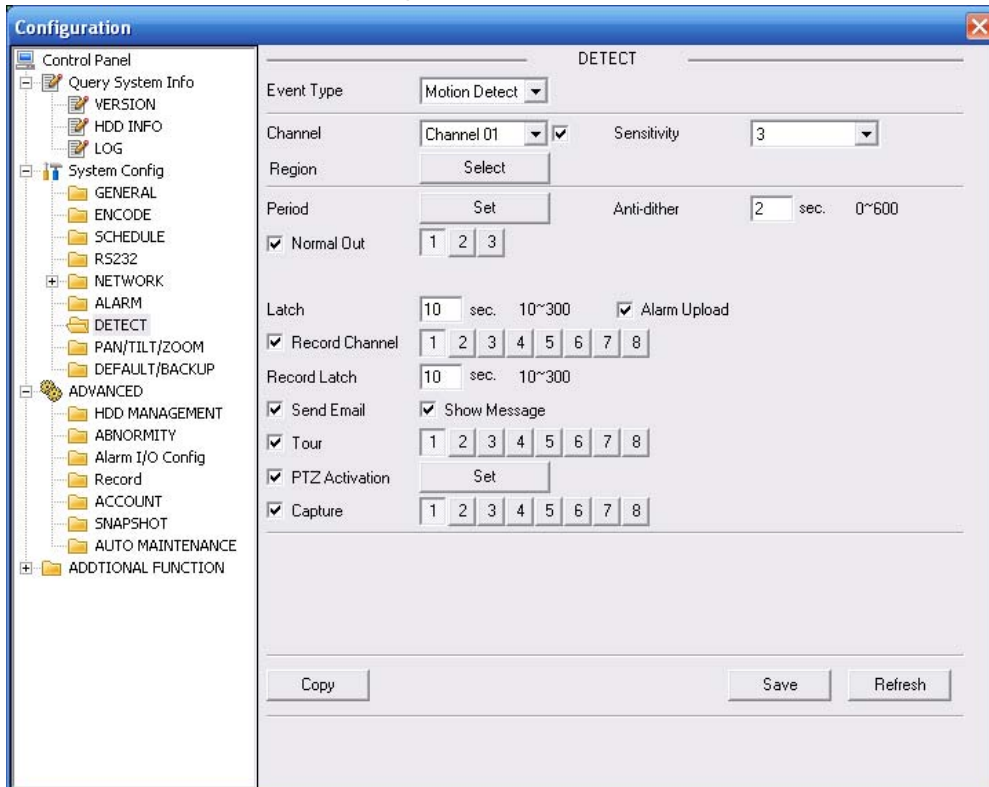 Configuration
Control Panel
Query System Info
VERSION
HDD INFO
LOG
System Config
GENERAL
ENCODE
SCHEDULE
RS232
NETWORK
ALARM
DETECT
PAN/TILT/ZOOM
DEFAULT/BACKUP
ADVANCED
HDD MANAGEMENT
ABNORMITY
Alarm I/O Config
Record
ACCOUNT
SNAPSHOT
AUTO MAINTENANCE
ADDTIONAL FUNCTION
DETECT
Event Type Motion Detect
Channel Channel 01 Sensitivity 3
Region Select
Period Set Anti-dither 2 sec. 0~600
Normal Out 1 2 3
Latch 10 sec. 10~300 Alarm Upload
Record Channel 1 2 3 4 5 6 7 8
Record Latch 10 sec. 10~300
Send Email Show Message
Tour 1 2 3 4 5 6 7 8
PTZ Activation Set
Capture 1 2 3 4 5 6 7 8
Copy Save Refresh